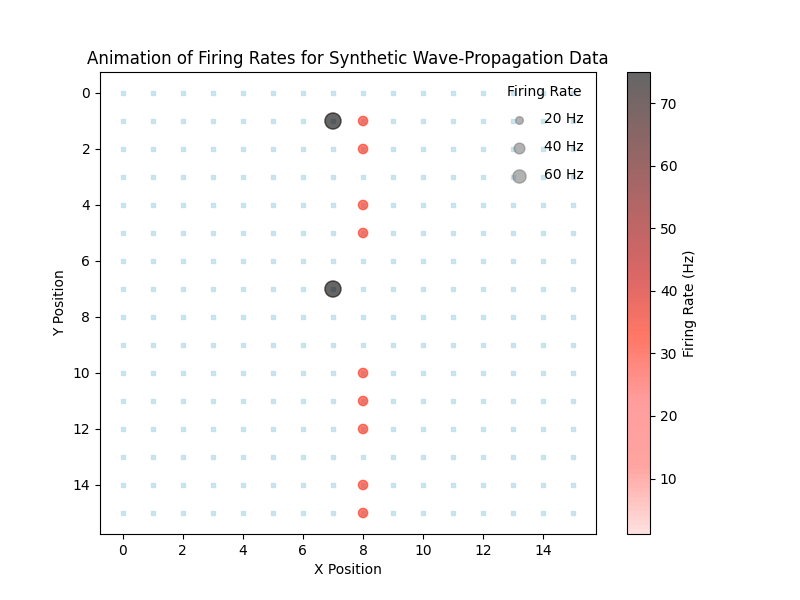 Animation of Firing Rates for Synthetic Wave-Propagation Data
Firing Rate
20 Hz
40 Hz
60 Hz
0
2
4
6
8
10
12
14
Y Position
0 2 4 6 8 10 12 14
X Position
70
60
50
40
30
20
10
Firing Rate (Hz)